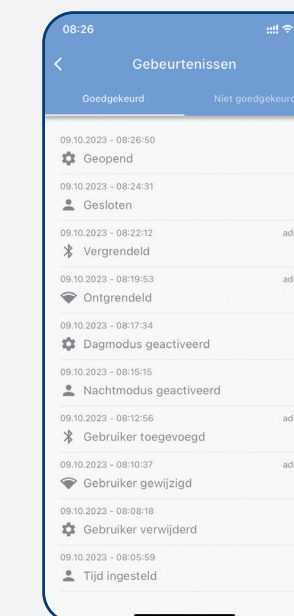 08:26
Gebeurtenissen
Goedgekeurd Niet goedgekeurd
09.10.2023 - 08:26:50
Geopend
09.10.2023 - 08:24:31
Gesloten
09.10.2023 - 08:22:12 ad
Vergrendeld
09.10.2023 - 08:19:53 ad
Ontgrendeld
09.10.2023 - 08:17:34
Dagmodus geactiveerd
09.10.2023 - 08:15:15
Nachtmodus geactiveerd
09.10.2023 - 08:12:56 ad
Gebruiker toegevoegd
09.10.2023 - 08:10:37 ad
Gebruiker gewijzigd
09.10.2023 - 08:08:18
Gebruiker verwijderd
09.10.2023 - 08:05:59
Tijd ingesteld